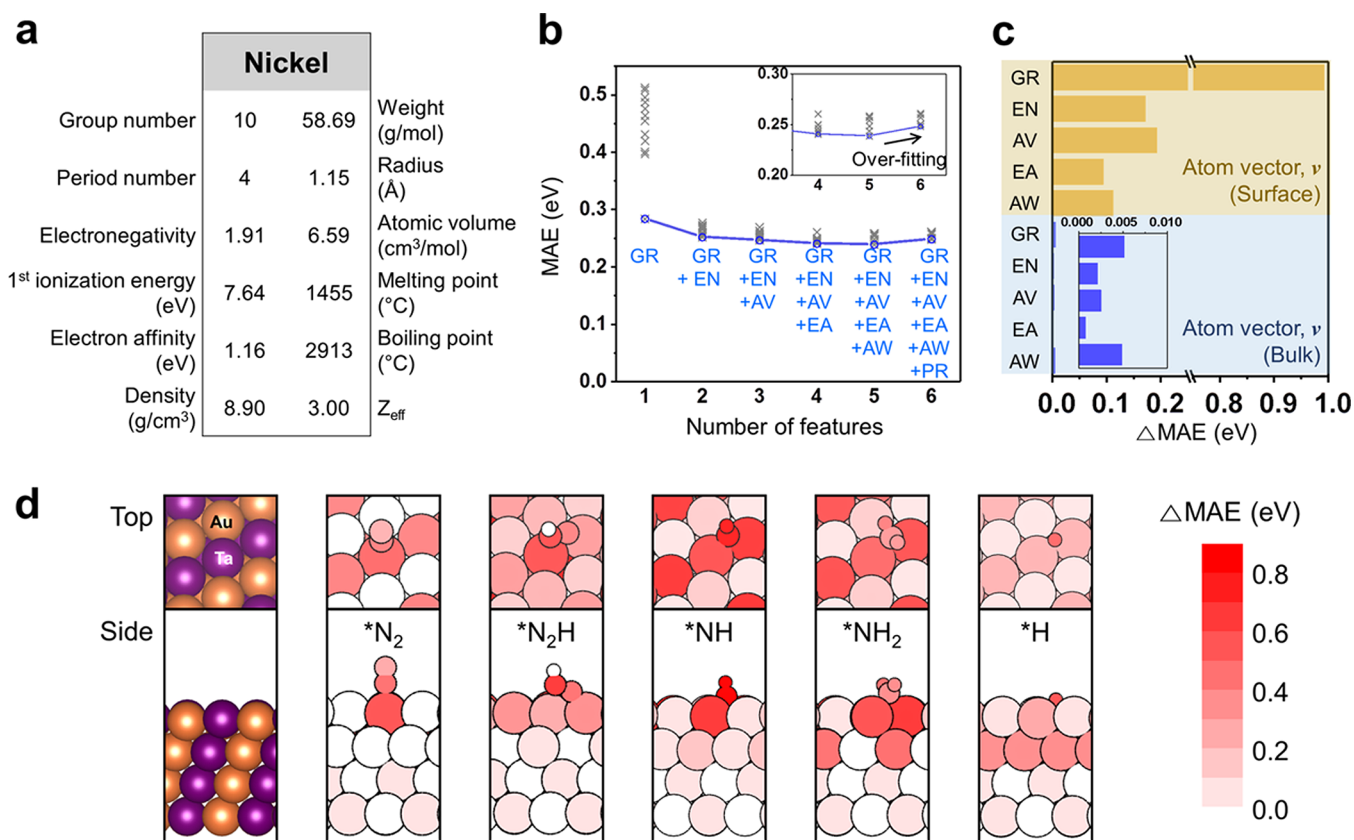 a
Nickel
Group number 10 58.69 Weight
(g/mol)
Period number 4 1.15 Radius
(Å)
Electronegativity 1.91 6.59 Atomic volume
(cm³/mol)
1st ionization energy
(eV) 7.64 1455 Melting point
(°C)
Electron affinity
(eV) 1.16 2913 Boiling point
(°C)
Density
(g/cm³) 8.90 3.00 Zeff
b
MAE (eV)
0.5
0.4
0.3
0.2
0.1
0.0
0.30
0.25
0.20
4 5 6
Over-fitting
GR
GR
+ EN
GR
+EN
+AV
GR
+EN
+AV
+EA
GR
+EN
+AV
+EA
+AW
GR
+EN
+AV
+EA
+AW
+PR
1 2 3 4 5 6
Number of features
c
GR
EN
AV
EA
AW
Atom vector, v
(Surface)
GR
EN
AV
EA
AW
0.000 0.005 0.010
Atom vector, v
(Bulk)
0.0 0.1 0.2 0.8 0.9 1.0
△MAE (eV)
d
Top
Au
Ta
Side
*N₂
*N₂H
*NH
*NH₂
*H
△MAE (eV)
0.8
0.6
0.4
0.2
0.0